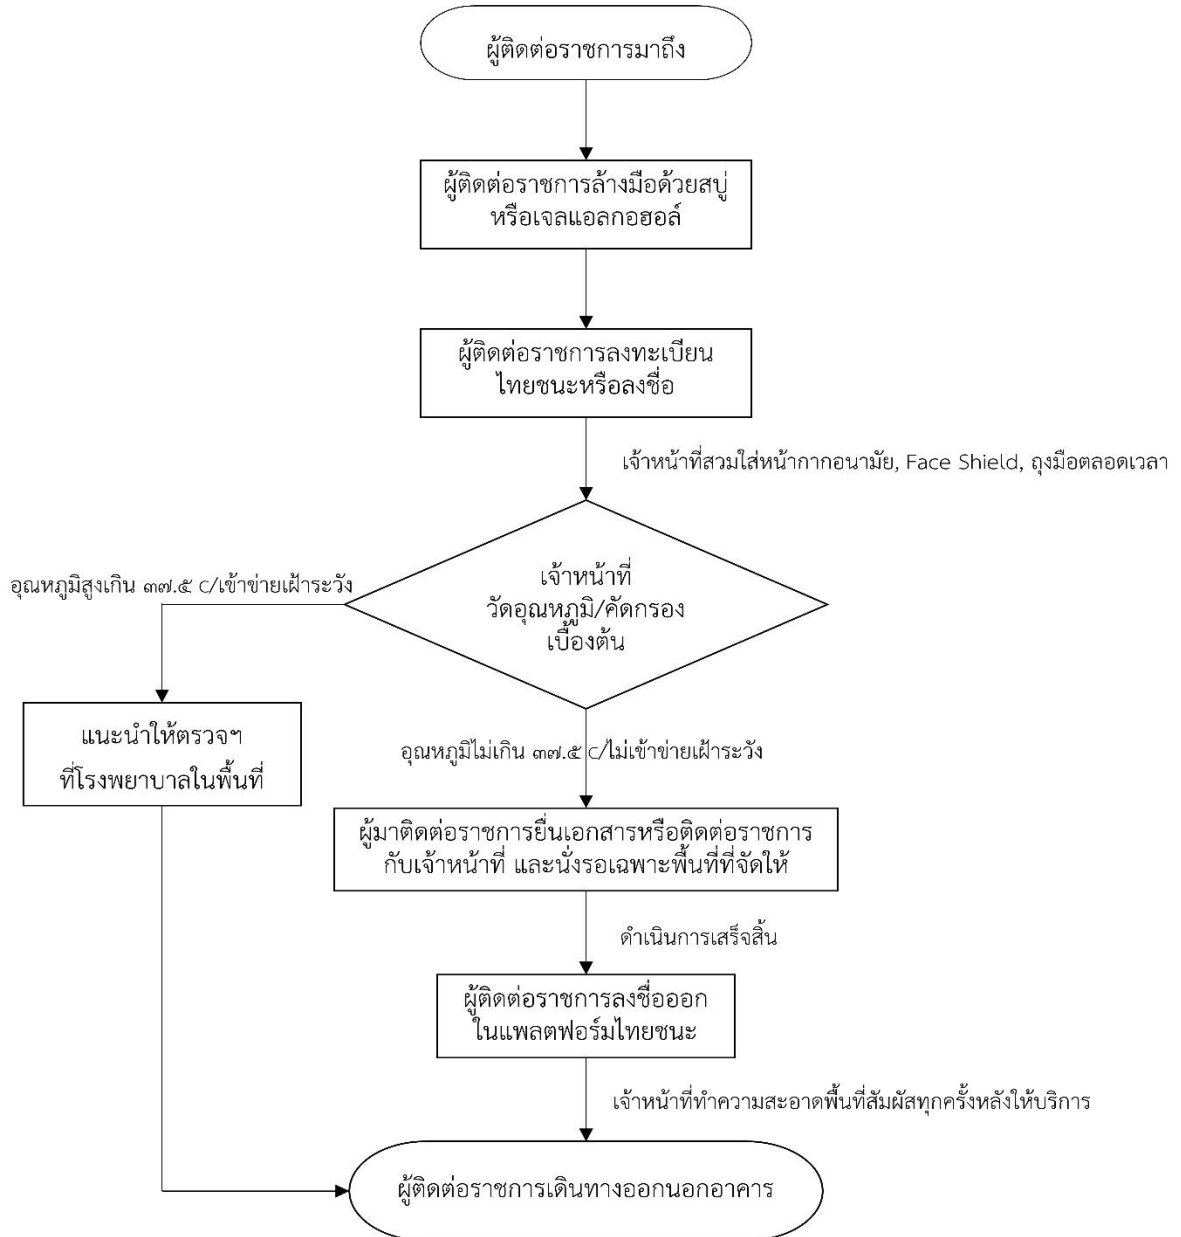 ผู้ติดต่อราชการมาถึง
ผู้ติดต่อราชการล้างมือด้วยสบู่
หรือเจลแอลกอฮอล์
ผู้ติดต่อราชการลงทะเบียน
ไทยชนะหรือลงชื่อ
เจ้าหน้าที่สวมใส่หน้ากากอนามัย, Face Shield, ถุงมือตลอดเวลา
เจ้าหน้าที่
วัดอุณหภูมิ/คัดกรอง
เบื้องต้น
อุณหภูมิสูงเกิน ๓๗.๕ C/เข้าข่ายเฝ้าระวัง
แนะนำให้ตรวจฯ
ที่โรงพยาบาลในพื้นที่
อุณหภูมิไม่เกิน ๓๗.๕ C/ไม่เข้าข่ายเฝ้าระวัง
ผู้มาติดต่อราชการยื่นเอกสารหรือติดต่อราชการ
กับเจ้าหน้าที่ และนั่งรอเฉพาะพื้นที่ที่จัดให้
ดำเนินการเสร็จสิ้น
ผู้ติดต่อราชการลงชื่อออก
ในแพลตฟอร์มไทยชนะ
เจ้าหน้าที่ทำความสะอาดพื้นที่สัมผัสทุกครั้งหลังให้บริการ
ผู้ติดต่อราชการเดินทางออกนอกอาคาร